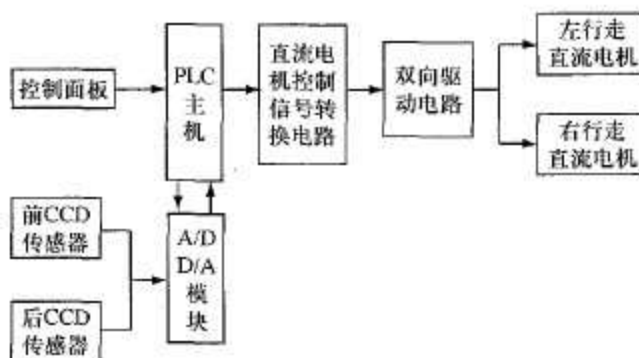 控制面板
PLC
主
机
直流电
机控制
信号转
换电路
双向驱
动电路
左行走
直流电机
右行走
直流电机
前CCD
传感器
后CCD
传感器
A/D
D/A
模
块